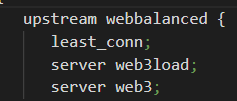 upstream webbalanced {
least_conn;
server web3load;
server web3;